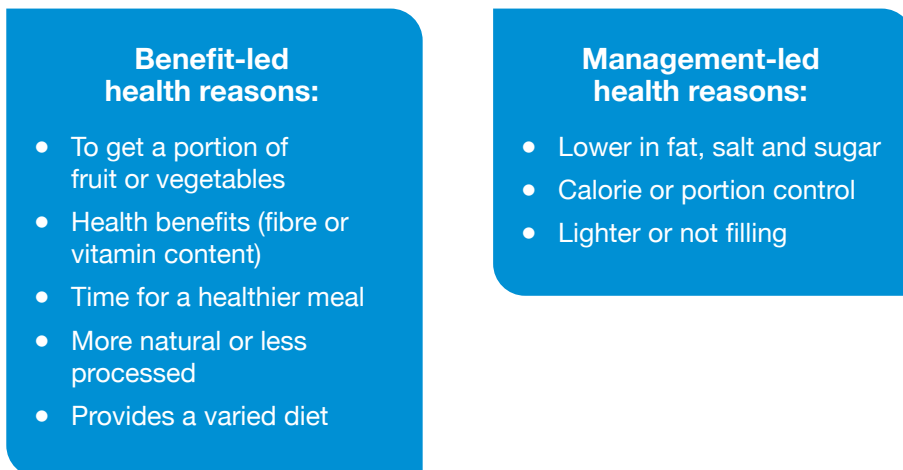 Benefit-led
health reasons:
• To get a portion of
fruit or vegetables
• Health benefits (fibre or
vitamin content)
• Time for a healthier meal
• More natural or less
processed
• Provides a varied diet
Management-led
health reasons:
• Lower in fat, salt and sugar
• Calorie or portion control
• Lighter or not filling